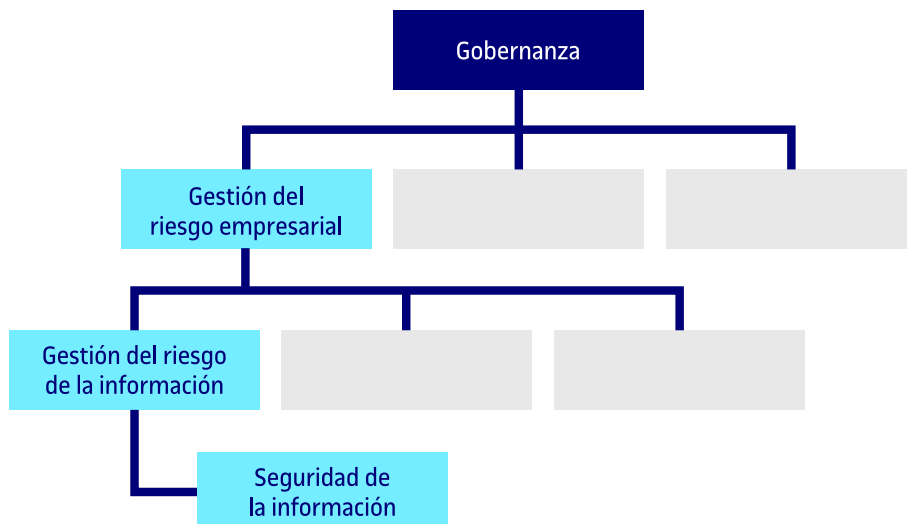 Gobernanza
Gestión del
riesgo empresarial
Gestión del riesgo
de la información
Seguridad de
la información